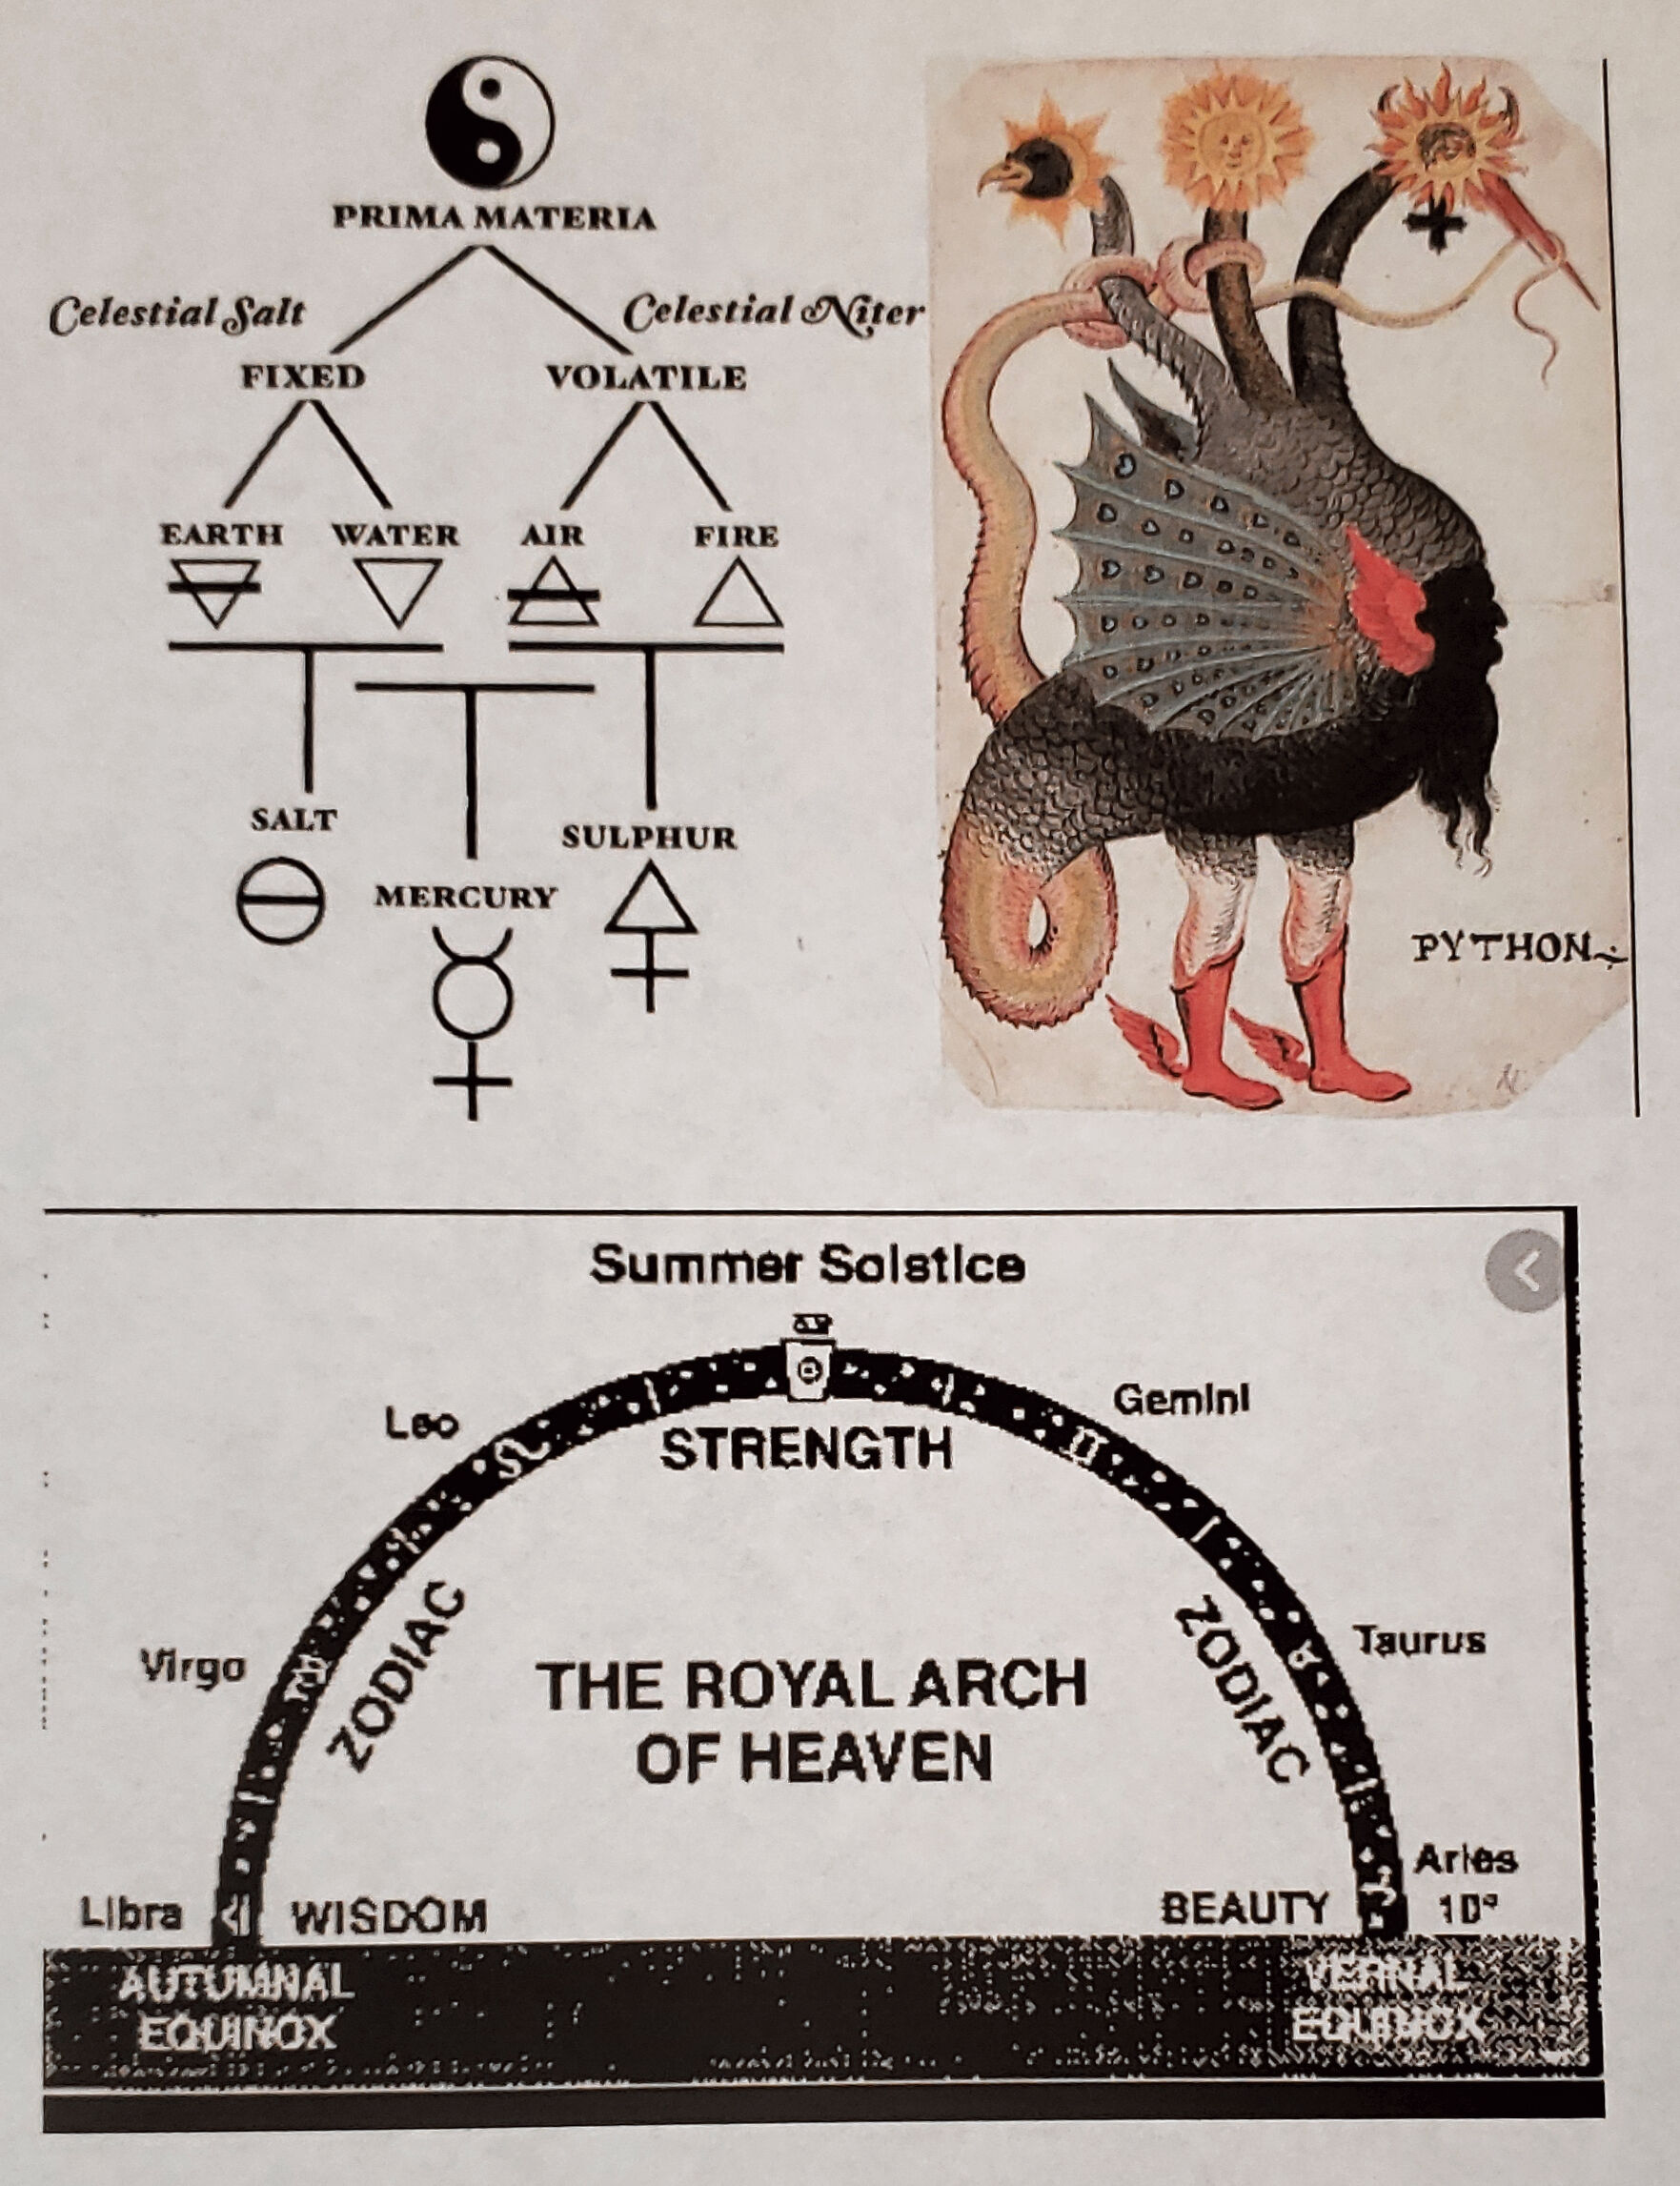 PRIMA MATERIA
Celestial Salt
Celestial Niter
FIXED
VOLATILE
EARTH
WATER
AIR
FIRE
SALT
MERCURY
SULPHUR
PYTHON
Summer Solstice
Leo
Gemini
STRENGTH
Virgo
ZODIAC
ZODIAC
Taurus
THE ROYAL ARCH
OF HEAVEN
Libra
WISDOM
BEAUTY
Aries
10°
AUTUMNAL
EQUINOX
VERNAL
EQUINOX